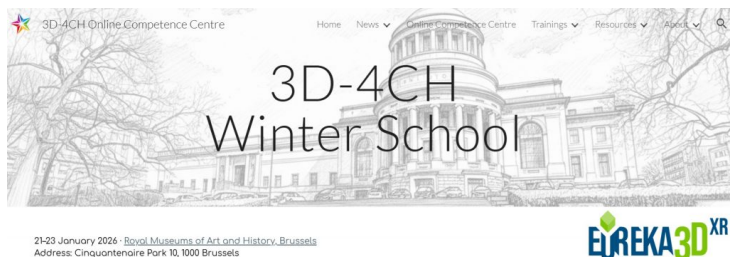 3D-4CH Online Competence Centre
Home News Online Competence Centre Trainings Resources About
3D-4CH
Winter School
21-23 January 2026 · Royal Museums of Art and History, Brussels
Address: Cinquantenaire Park 10, 1000 Brussels
EUREKA3D XR